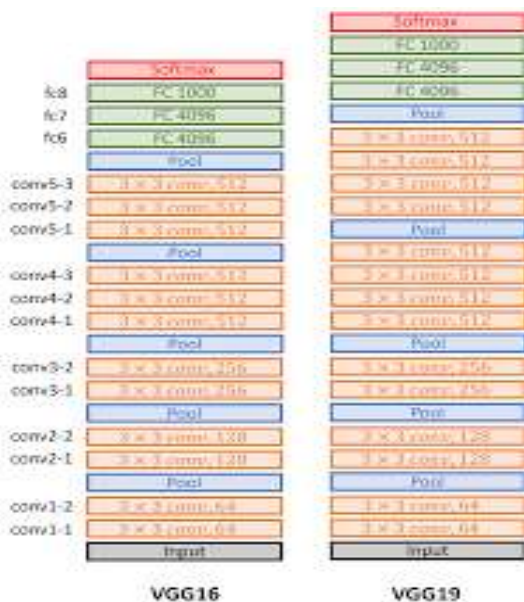 Softmax
fc8 FC 1000
fc7 FC 4096
fc6 FC 4096
Pool
conv5-3 3 × 3 conv, 512
conv5-2 3 × 3 conv, 512
conv5-1 3 × 3 conv, 512
Pool
conv4-3 3 × 3 conv, 512
conv4-2 3 × 3 conv, 512
conv4-1 3 × 3 conv, 512
Pool
conv3-2 3 × 3 conv, 256
conv3-1 3 × 3 conv, 256
Pool
conv2-2 3 × 3 conv, 128
conv2-1 3 × 3 conv, 128
Pool
conv1-2 3 × 3 conv, 64
conv1-1 3 × 3 conv, 64
Input
VGG16
Softmax
FC 1000
FC 4096
FC 4096
Pool
3 × 3 conv, 512
3 × 3 conv, 512
3 × 3 conv, 512
3 × 3 conv, 512
Pool
3 × 3 conv, 512
3 × 3 conv, 512
3 × 3 conv, 512
3 × 3 conv, 512
Pool
3 × 3 conv, 256
3 × 3 conv, 256
Pool
3 × 3 conv, 128
3 × 3 conv, 128
Pool
3 × 3 conv, 64
3 × 3 conv, 64
Input
VGG19